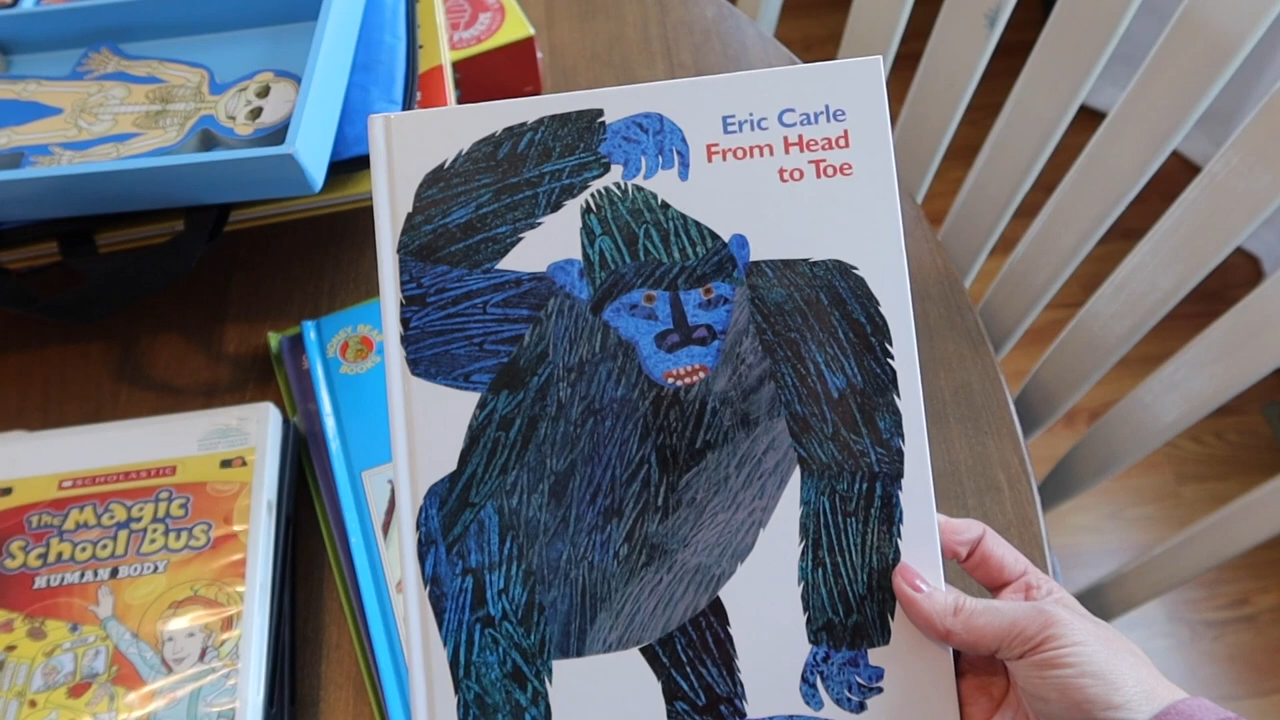 Eric Carle
From Head
to Toe
HONEY BEAR
BOOKS
SCHOLASTIC
The Magic
School Bus
HUMAN BODY